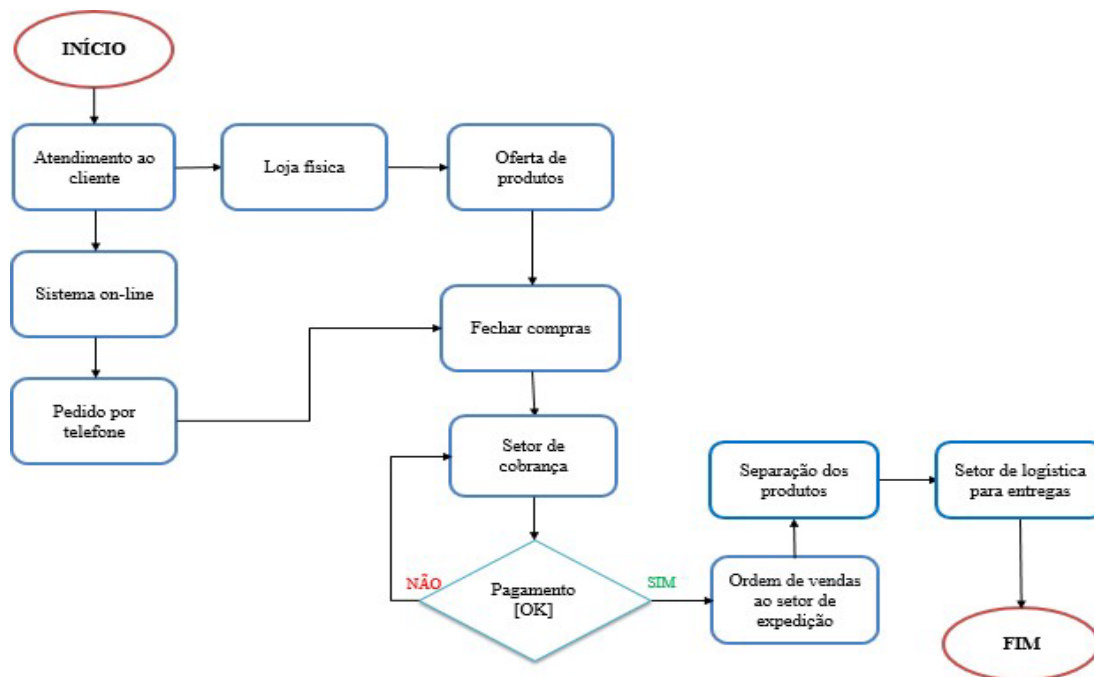 INÍCIO
Atendimento ao
cliente
Loja física
Oferta de
produtos
Sistema on-line
Fechar compras
Pedido por
telefone
Setor de
cobrança
Separação dos
produtos
Setor de logística
para entregas
NÃO
Pagamento
[OK]
SIM
Ordem de vendas
ao setor de
expedição
FIM